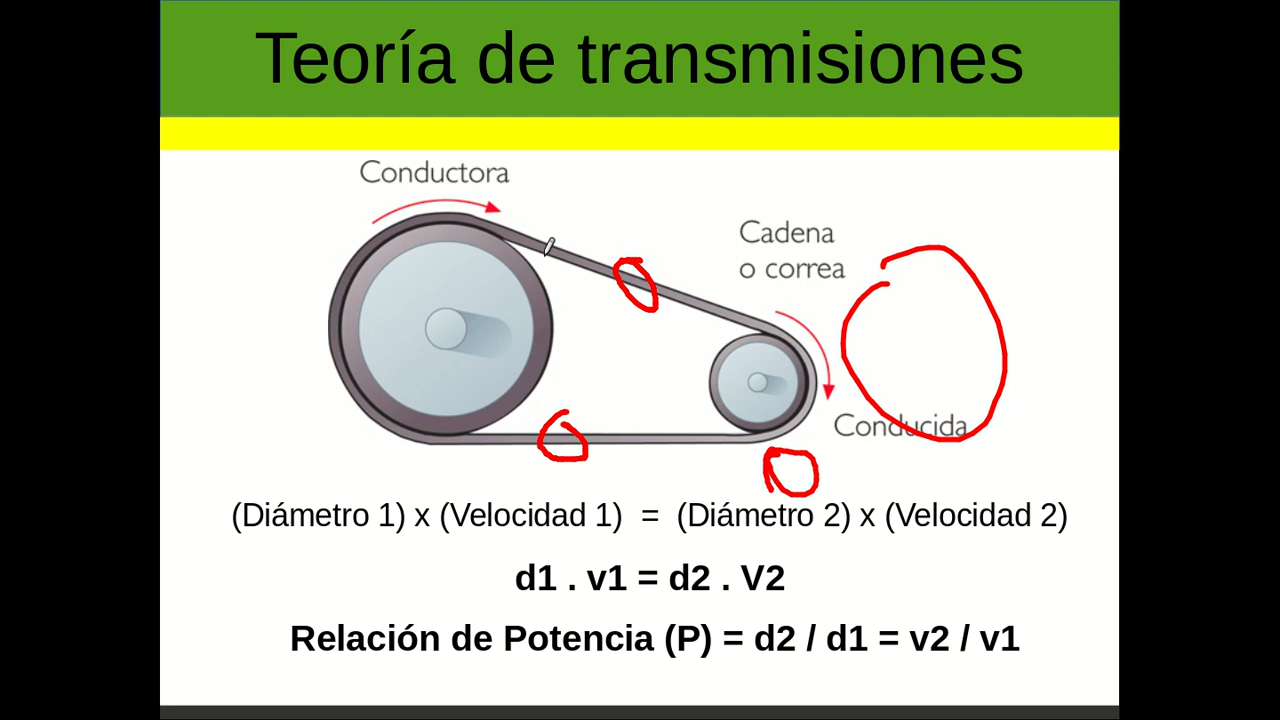 Teoría de transmisiones
Conductora
Cadena
o correa
Conducida
(Diámetro 1) x (Velocidad 1) = (Diámetro 2) x (Velocidad 2)
d1 . v1 = d2 . V2
Relación de Potencia (P) = d2 / d1 = v2 / v1